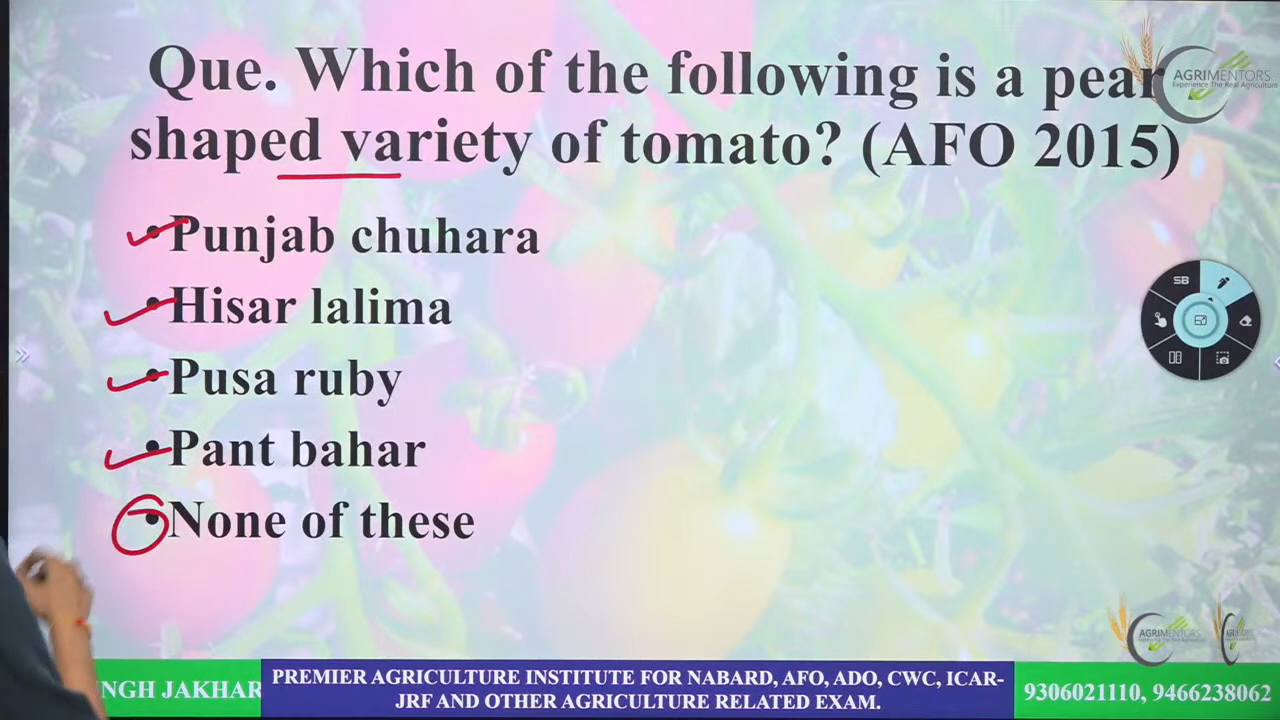 Que. Which of the following is a pear
shaped variety of tomato? (AFO 2015)
AGRIMENTORS
Experience The Real Agriculture
• Punjab chuhara
• Hisar lalima
SB
• Pusa ruby
• Pant bahar
• None of these
AGRIMENTORS
NGH JAKHAR
PREMIER AGRICULTURE INSTITUTE FOR NABARD, AFO, ADO, CWC, ICAR-
JRF AND OTHER AGRICULTURE RELATED EXAM.
9306021110, 9466238062